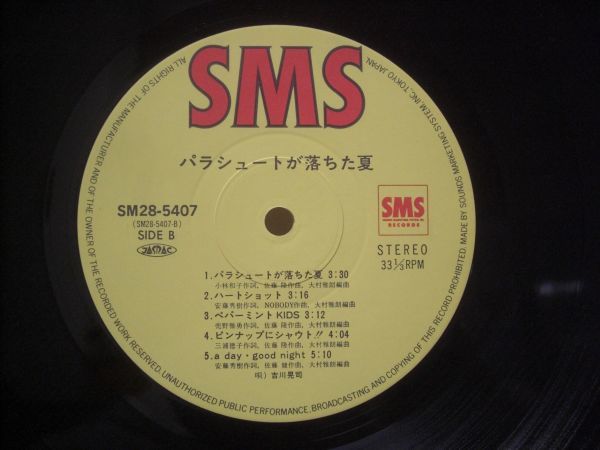 SMS
パラシュートが落ちた夏
SM28-5407
(SM28-5407-B)
SIDE B
JASRAC
SMS
RECORDS
STEREO
33 1/3 RPM
1.パラシュートが落ちた夏 3:30
小林和子作詞、佐藤 隆作曲、大村雅朗編曲
2.ハートショット 3:16
安藤秀樹作詞、NOBODY作曲、大村雅朗編曲
3.ペパーミントKIDS 3:12
売野雅勇作詞、佐藤 隆作曲、大村雅朗編曲
4.ピンナップにシャウト!! 4:04
三浦徳子作詞、佐藤 隆作曲、大村雅朗編曲
5.a day・good night 5:10
安藤秀樹作詞、佐藤 健作曲、大村雅朗編曲
唄) 吉川晃司
ALL RIGHTS OF THE MANUFACTURER AND OF THE OWNER OF THE RECORDED WORK RESERVED. UNAUTHORIZED PUBLIC PERFORMANCE, BROADCASTING AND COPYING OF THIS RECORD PROHIBITED. MADE BY SOUNDS MARKETING SYSTEM, INC., TOKYO JAPAN.